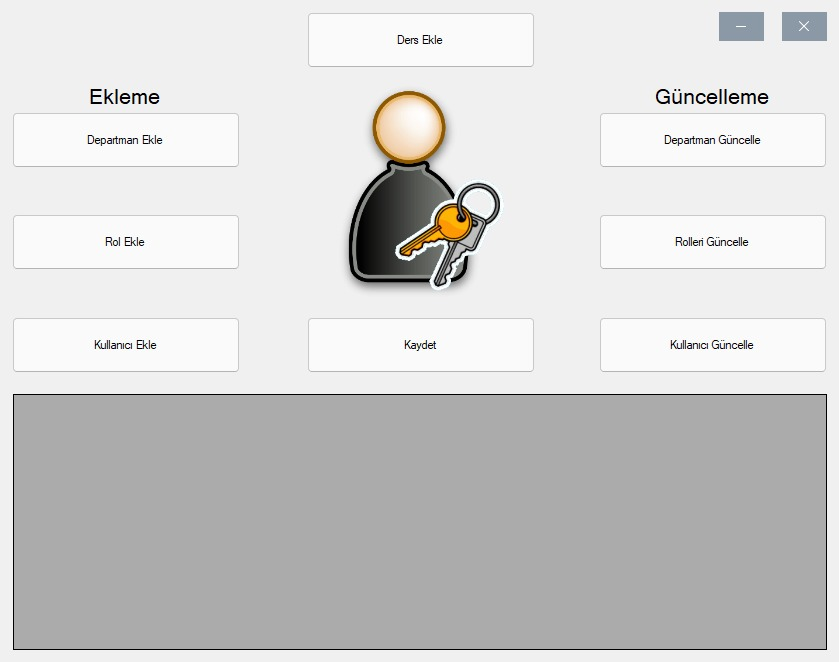 Ders Ekle
Ekleme
Güncelleme
Departman Ekle
Departman Güncelle
Rol Ekle
Rolleri Güncelle
Kullanıcı Ekle
Kaydet
Kullanıcı Güncelle